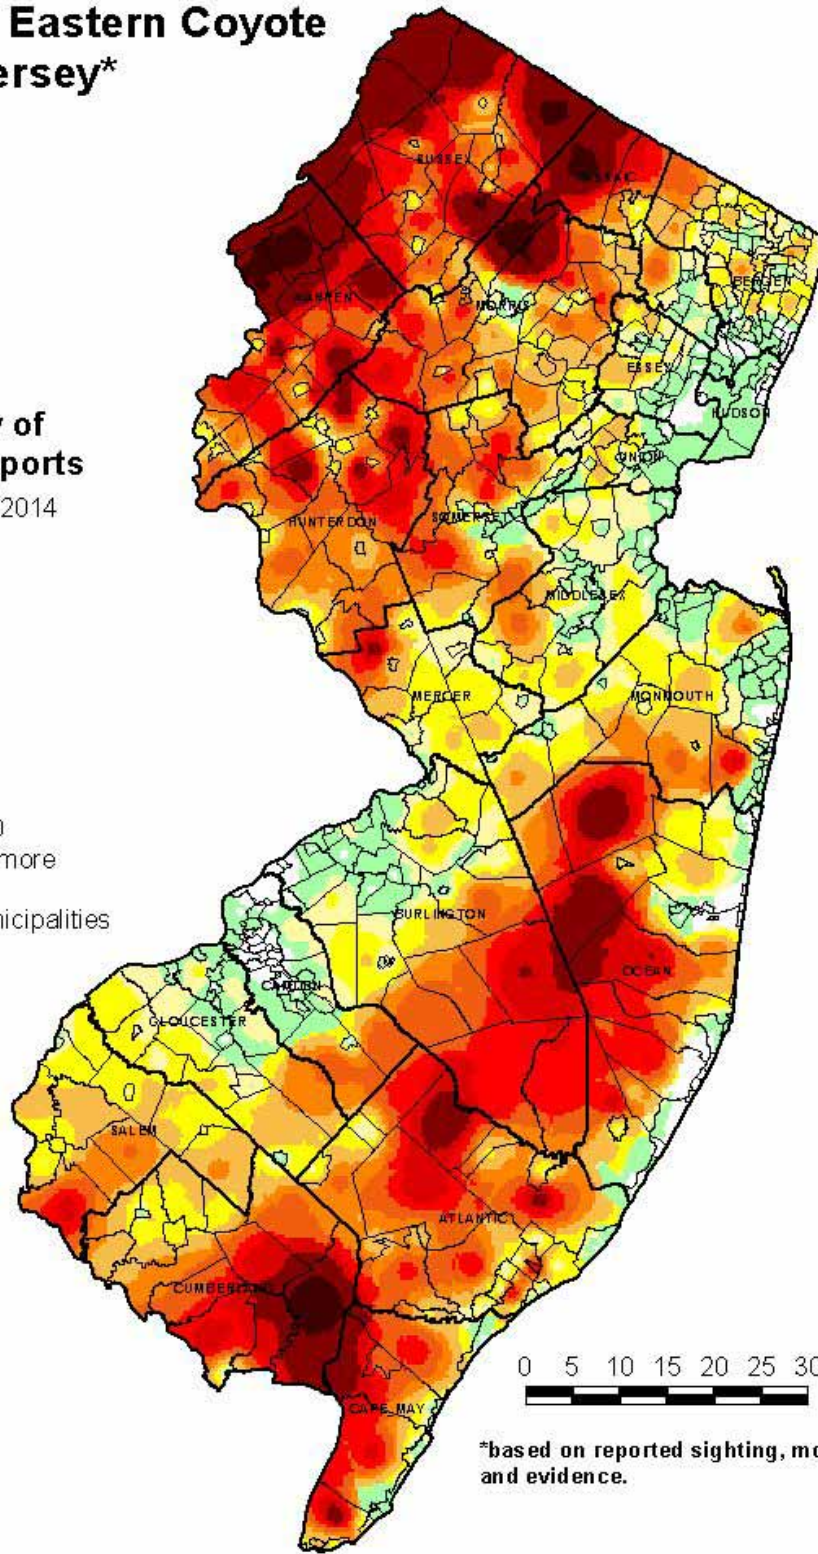 Eastern Coyote
ersey*
SUSSEX
PASSAIC
BERGEN
WARREN
MORRIS
ESSEX
HUDSON
y of
ports
UNION
2014
HUNTERDON
SOMERSET
MIDDLESEX
MERCER
MONMOUTH
0
more
icipalities
BURLINGTON
OCEAN
CAMDEN
GLOUCESTER
SALEM
ATLANTIC
CUMBERLAND
0 5 10 15 20 25 30
CAPE MAY
*based on reported sighting, mo
and evidence.